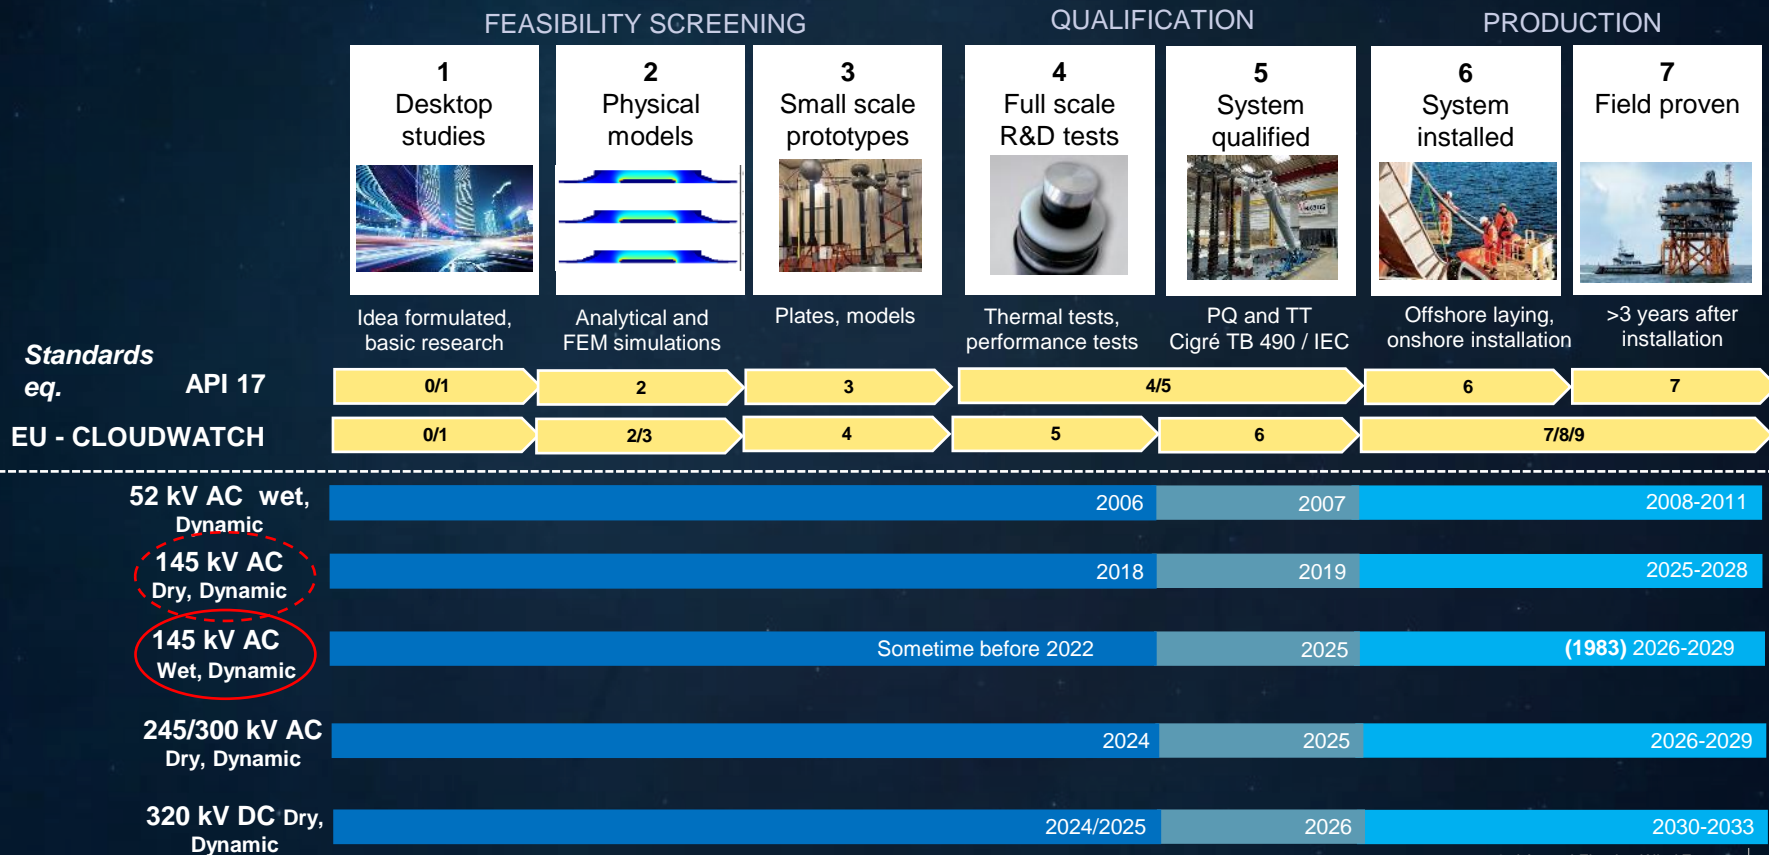 FEASIBILITY SCREENING
QUALIFICATION
PRODUCTION
1
Desktop
studies
2
Physical
models
3
Small scale
prototypes
4
Full scale
R&D tests
5
System
qualified
6
System
installed
7
Field proven
Idea formulated,
basic research
Analytical and
FEM simulations
Plates, models
Thermal tests,
performance tests
PQ and TT
Cigré TB 490 / IEC
Offshore laying,
onshore installation
>3 years after
installation
Standards
eq.
API 17
0/1
2
3
4/5
6
7
EU - CLOUDWATCH
0/1
2/3
4
5
6
7/8/9
52 kV AC wet,
Dynamic
2006
2007
2008-2011
145 kV AC
Dry, Dynamic
2018
2019
2025-2028
145 kV AC
Wet, Dynamic
Sometime before 2022
2025
(1983) 2026-2029
245/300 kV AC
Dry, Dynamic
2024
2025
2026-2029
320 kV DC Dry,
Dynamic
2024/2025
2026
2030-2033